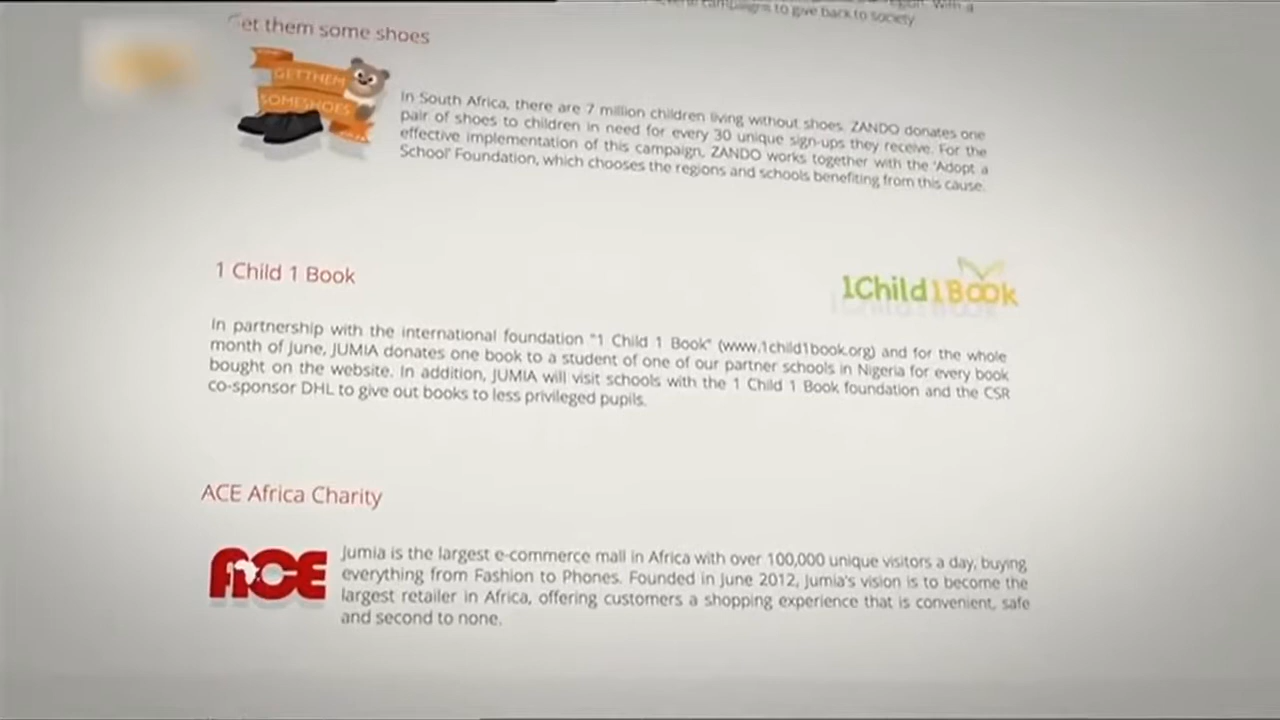 to give back to society
et them some shoes
GETTHEM
SOMESHOES
In South Africa, there are 7 million children living without shoes. ZANDO donates one
pair of shoes to children in need for every 30 unique sign-ups they receive. For the
effective implementation of this campaign, ZANDO works together with the 'Adopt a
School' Foundation, which chooses the regions and schools benefiting from this cause.
1 Child 1 Book
1Child1Book
In partnership with the international foundation "1 Child 1 Book" (www.1child1book.org) and for the whole
month of June, JUMIA donates one book to a student of one of our partner schools in Nigeria for every book
bought on the website. In addition, JUMIA will visit schools with the 1 Child 1 Book foundation and the CSR
co-sponsor DHL to give out books to less privileged pupils.
ACE Africa Charity
ACE
Jumia is the largest e-commerce mall in Africa with over 100,000 unique visitors a day, buying
everything from Fashion to Phones. Founded in June 2012, Jumia's vision is to become the
largest retailer in Africa, offering customers a shopping experience that is convenient, safe
and second to none.